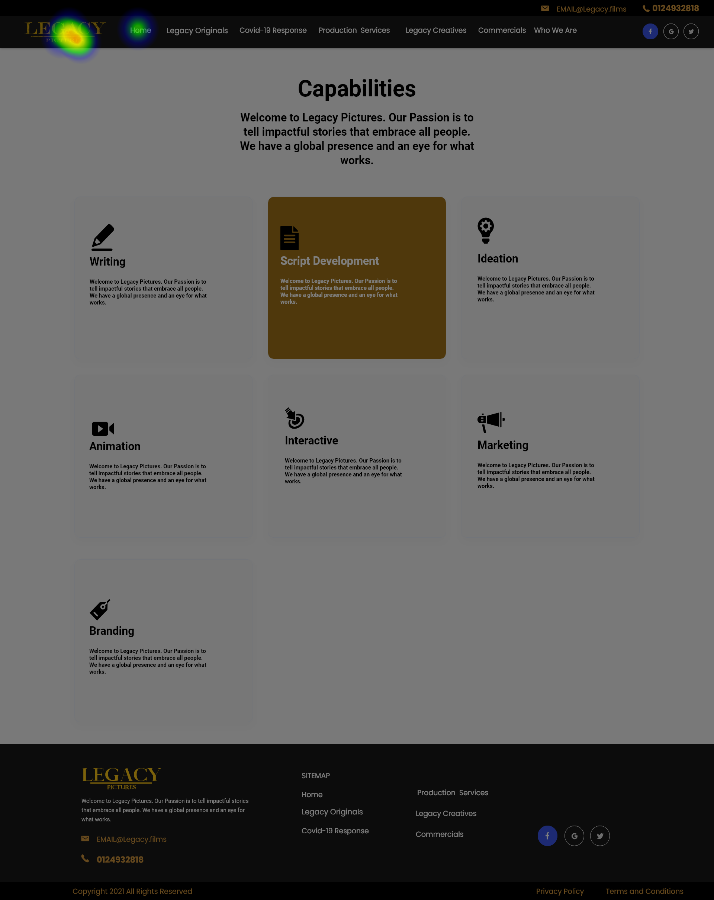 EMAIL@Legacy.films 0124932818
LEGACY
Home Legacy Originals Covid-19 Response Production Services Legacy Creatives Commercials Who We Are
Capabilities
Welcome to Legacy Pictures. Our Passion is to
tell impactful stories that embrace all people.
We have a global presence and an eye for what
works.
Writing
Welcome to Legacy Pictures. Our Passion is to
tell impactful stories that embrace all people.
We have a global presence and an eye for what
works.
Script Development
Welcome to Legacy Pictures. Our Passion is to
tell impactful stories that embrace all people.
We have a global presence and an eye for what
works.
Ideation
Welcome to Legacy Pictures. Our Passion is to
tell impactful stories that embrace all people.
We have a global presence and an eye for what
works.
Animation
Welcome to Legacy Pictures. Our Passion is to
tell impactful stories that embrace all people.
We have a global presence and an eye for what
works.
Interactive
Welcome to Legacy Pictures. Our Passion is to
tell impactful stories that embrace all people.
We have a global presence and an eye for what
works.
Marketing
Welcome to Legacy Pictures. Our Passion is to
tell impactful stories that embrace all people.
We have a global presence and an eye for what
works.
Branding
Welcome to Legacy Pictures. Our Passion is to
tell impactful stories that embrace all people.
We have a global presence and an eye for what
works.
LEGACY
PICTURES
Welcome to Legacy Pictures. Our Passion is to tell impactful stories
that embrace all people. We have a global presence and an eye for
what works.
EMAIL@Legacy.films
0124932818
SITEMAP
Home
Legacy Originals
Covid-19 Response
Production Services
Legacy Creatives
Commercials
Copyright 2021 All Rights Reserved
Privacy Policy Terms and Conditions